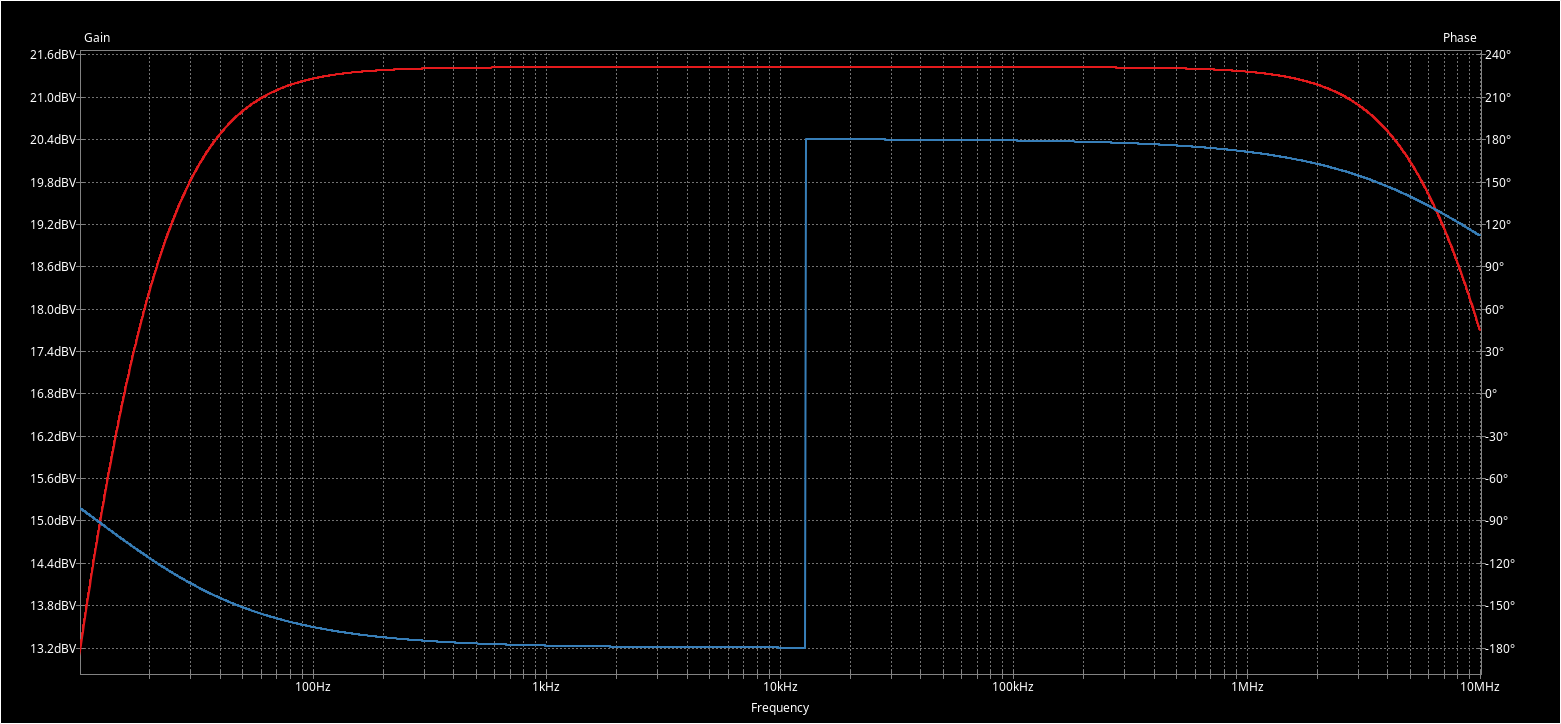 Gain Phase
21.6dBV 240°
21.0dBV 210°
20.4dBV 180°
19.8dBV 150°
19.2dBV 120°
18.6dBV 90°
18.0dBV 60°
17.4dBV 30°
16.8dBV 0°
16.2dBV -30°
15.6dBV -60°
15.0dBV -90°
14.4dBV -120°
13.8dBV -150°
13.2dBV -180°
100Hz 1kHz 10kHz 100kHz 1MHz 10MHz
Frequency